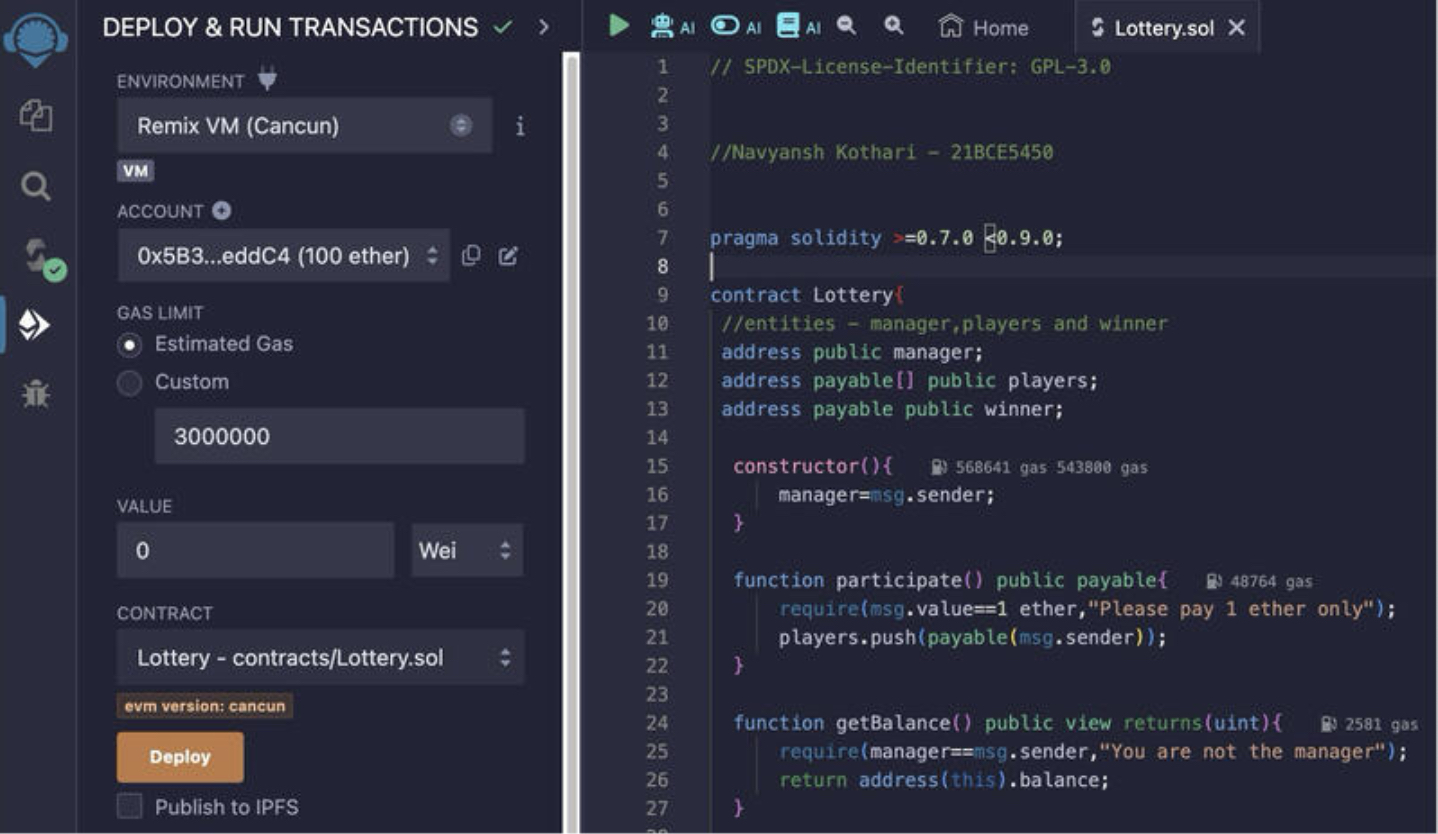 DEPLOY & RUN TRANSACTIONS
ENVIRONMENT
Remix VM (Cancun)
VM
ACCOUNT
0x5B3...eddC4 (100 ether)
GAS LIMIT
Estimated Gas
Custom
3000000
VALUE
0 Wei
CONTRACT
Lottery - contracts/Lottery.sol
evm version: cancun
Deploy
Publish to IPFS
AI AI AI Home Lottery.sol
1 // SPDX-License-Identifier: GPL-3.0
2
3
4 //Navyansh Kothari - 21BCE5450
5
6
7 pragma solidity >=0.7.0 <0.9.0;
8
9 contract Lottery{
10 //entities - manager,players and winner
11 address public manager;
12 address payable[] public players;
13 address payable public winner;
14
15 constructor(){ 568641 gas 543800 gas
16 manager=msg.sender;
17 }
18
19 function participate() public payable{ 48764 gas
20 require(msg.value==1 ether,"Please pay 1 ether only");
21 players.push(payable(msg.sender));
22 }
23
24 function getBalance() public view returns(uint){ 2581 gas
25 require(manager==msg.sender,"You are not the manager");
26 return address(this).balance;
27 }